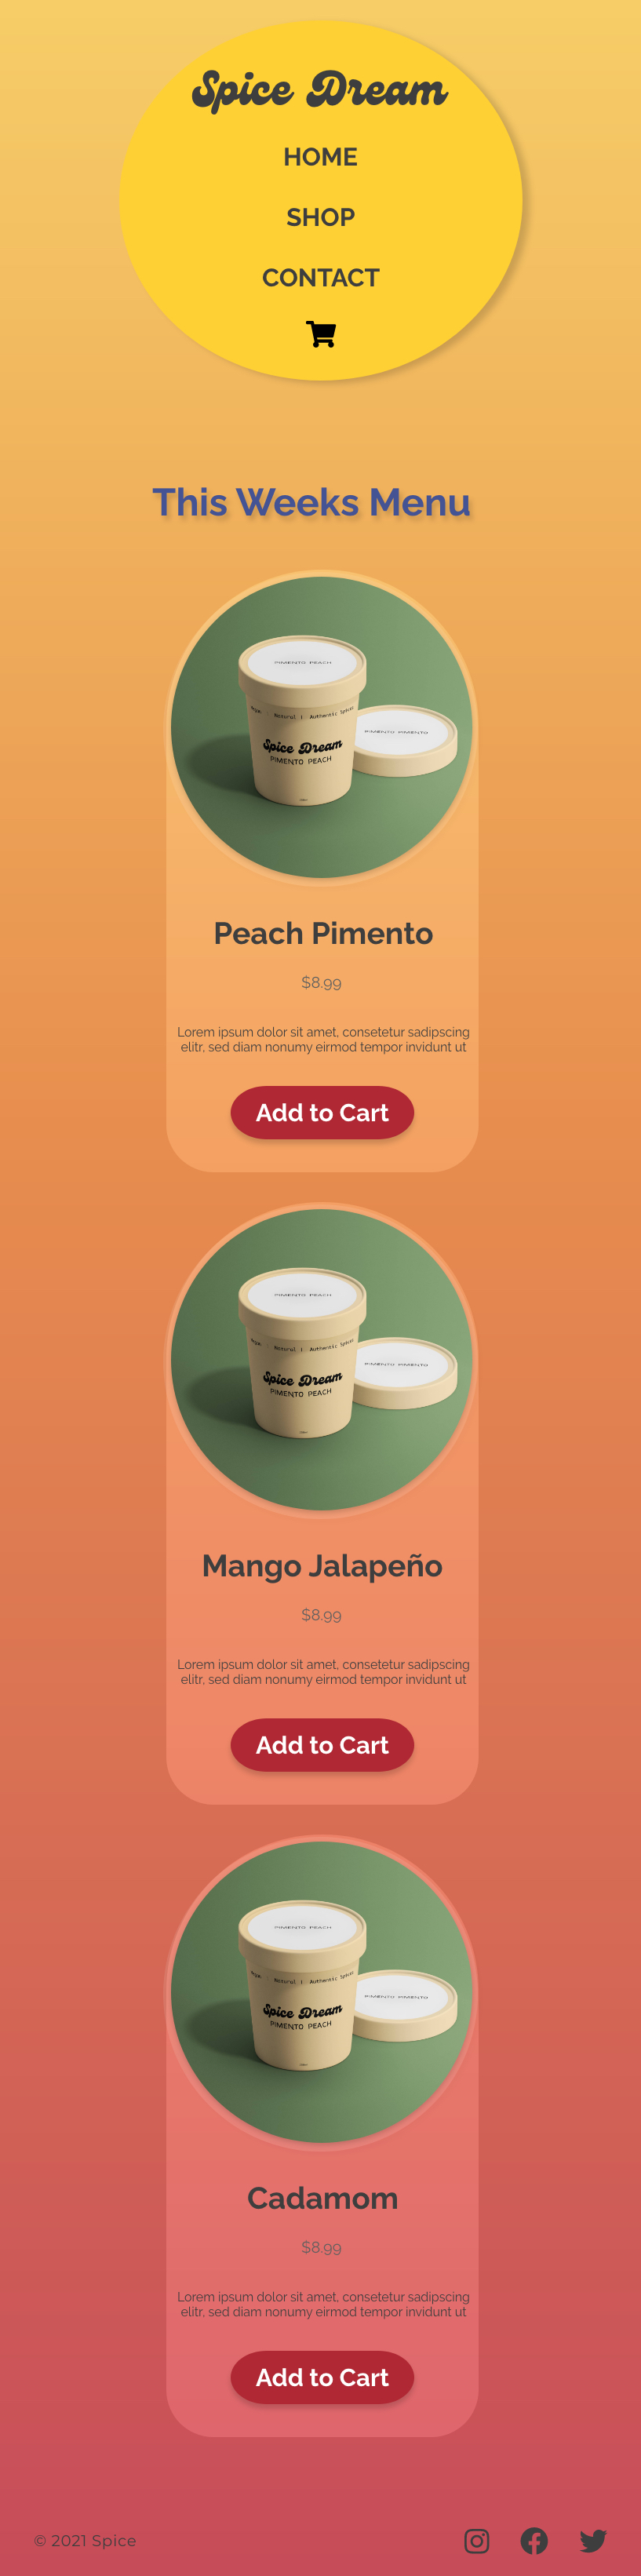 Spice Dream
HOME
SHOP
CONTACT
This Weeks Menu
PIMENTO PEACH
Natural | Authentic Spices
PIMENTO PIMENTO
Spice Dream
PIMENTO PEACH
Peach Pimento
$8.99
Lorem ipsum dolor sit amet, consetetur sadipscing
elitr, sed diam nonumy eirmod tempor invidunt ut
Add to Cart
PIMENTO PEACH
Natural | Authentic Spices
PIMENTO PIMENTO
Spice Dream
PIMENTO PEACH
Mango Jalapeño
$8.99
Lorem ipsum dolor sit amet, consetetur sadipscing
elitr, sed diam nonumy eirmod tempor invidunt ut
Add to Cart
PIMENTO PEACH
Natural | Authentic Spices
PIMENTO PIMENTO
Spice Dream
PIMENTO PEACH
Cadamom
$8.99
Lorem ipsum dolor sit amet, consetetur sadipscing
elitr, sed diam nonumy eirmod tempor invidunt ut
Add to Cart
© 2021 Spice